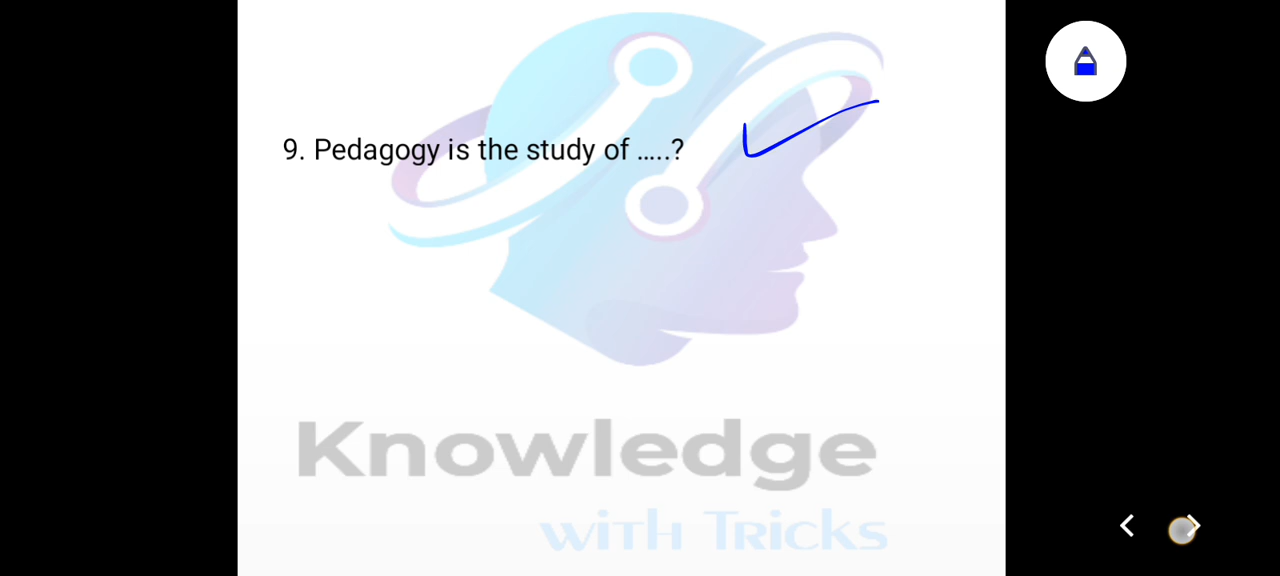 9. Pedagogy is the study of .....?
Knowledge
with Tricks